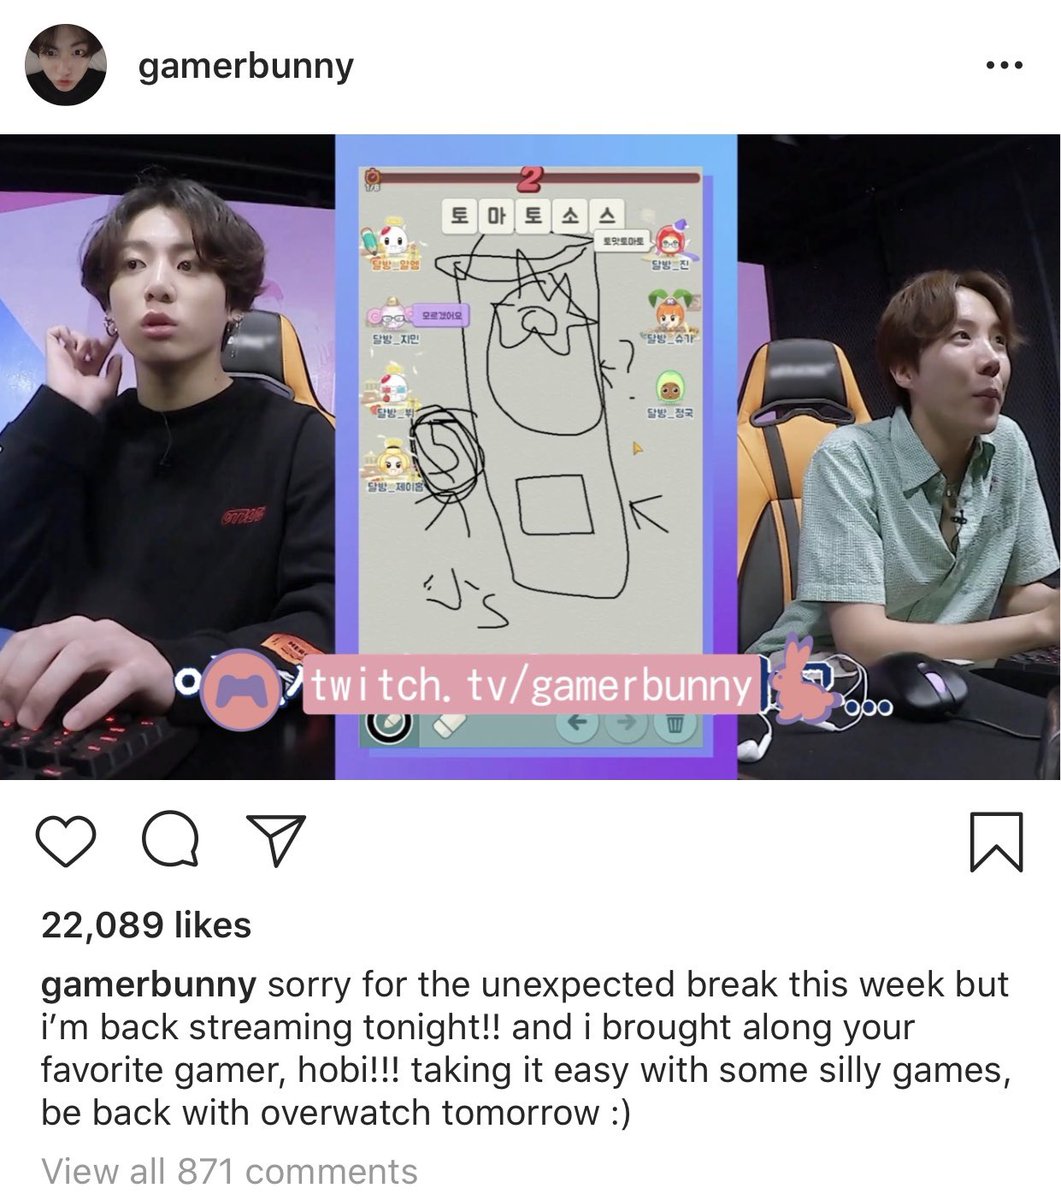 gamerbunny
1/8
2
토마토소스
토맛토마토
달방_알엠
달방_진
모르겠어요
달방_지민
달방_슈가
?
달방_뷔
달방_정국
달방_제이홉
소스
twitch.tv/gamerbunny
22,089 likes
gamerbunny sorry for the unexpected break this week but
i’m back streaming tonight!! and i brought along your
favorite gamer, hobi!!! taking it easy with some silly games,
be back with overwatch tomorrow :)
View all 871 comments